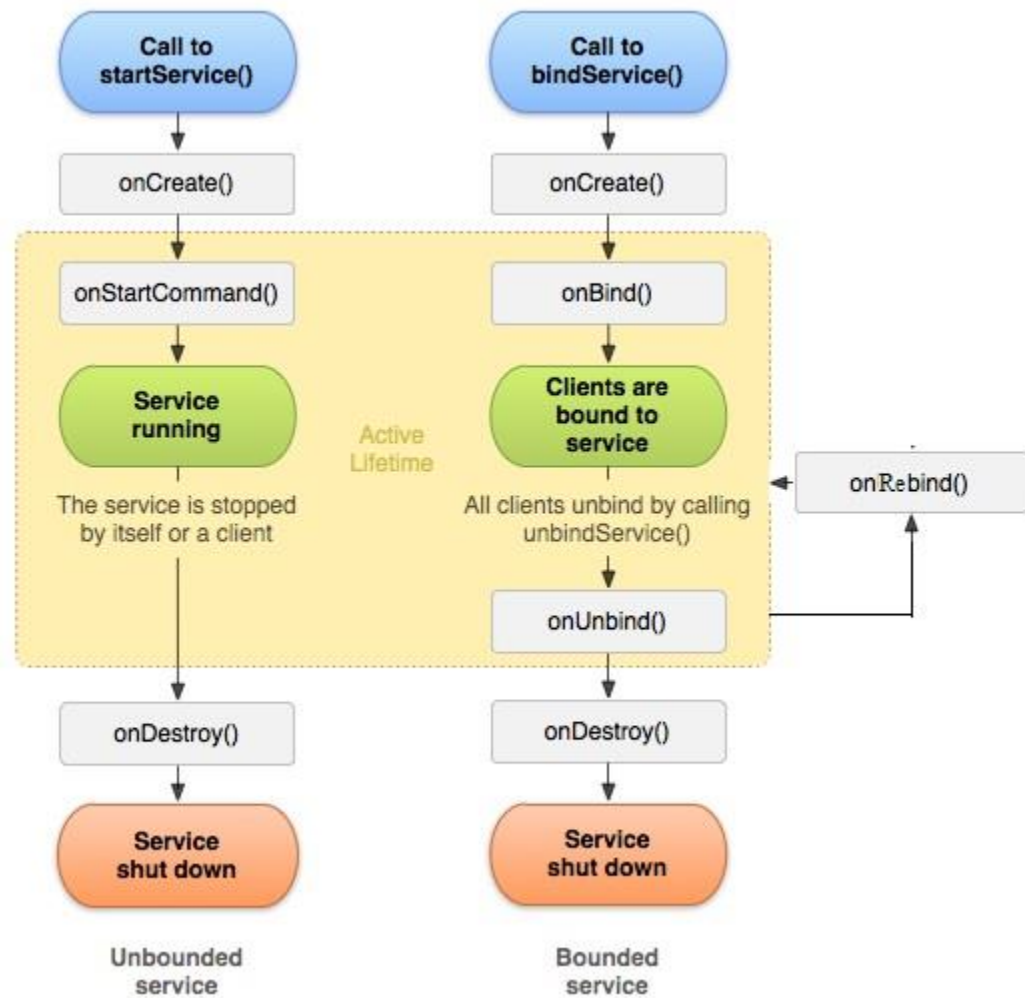 Call to
startService()
onCreate()
onStartCommand()
Service
running
The service is stopped
by itself or a client
onDestroy()
Service
shut down
Unbounded
service
Active
Lifetime
Call to
bindService()
onCreate()
onBind()
Clients are
bound to
service
All clients unbind by calling
unbindService()
onUnbind()
onRebind()
onDestroy()
Service
shut down
Bounded
service